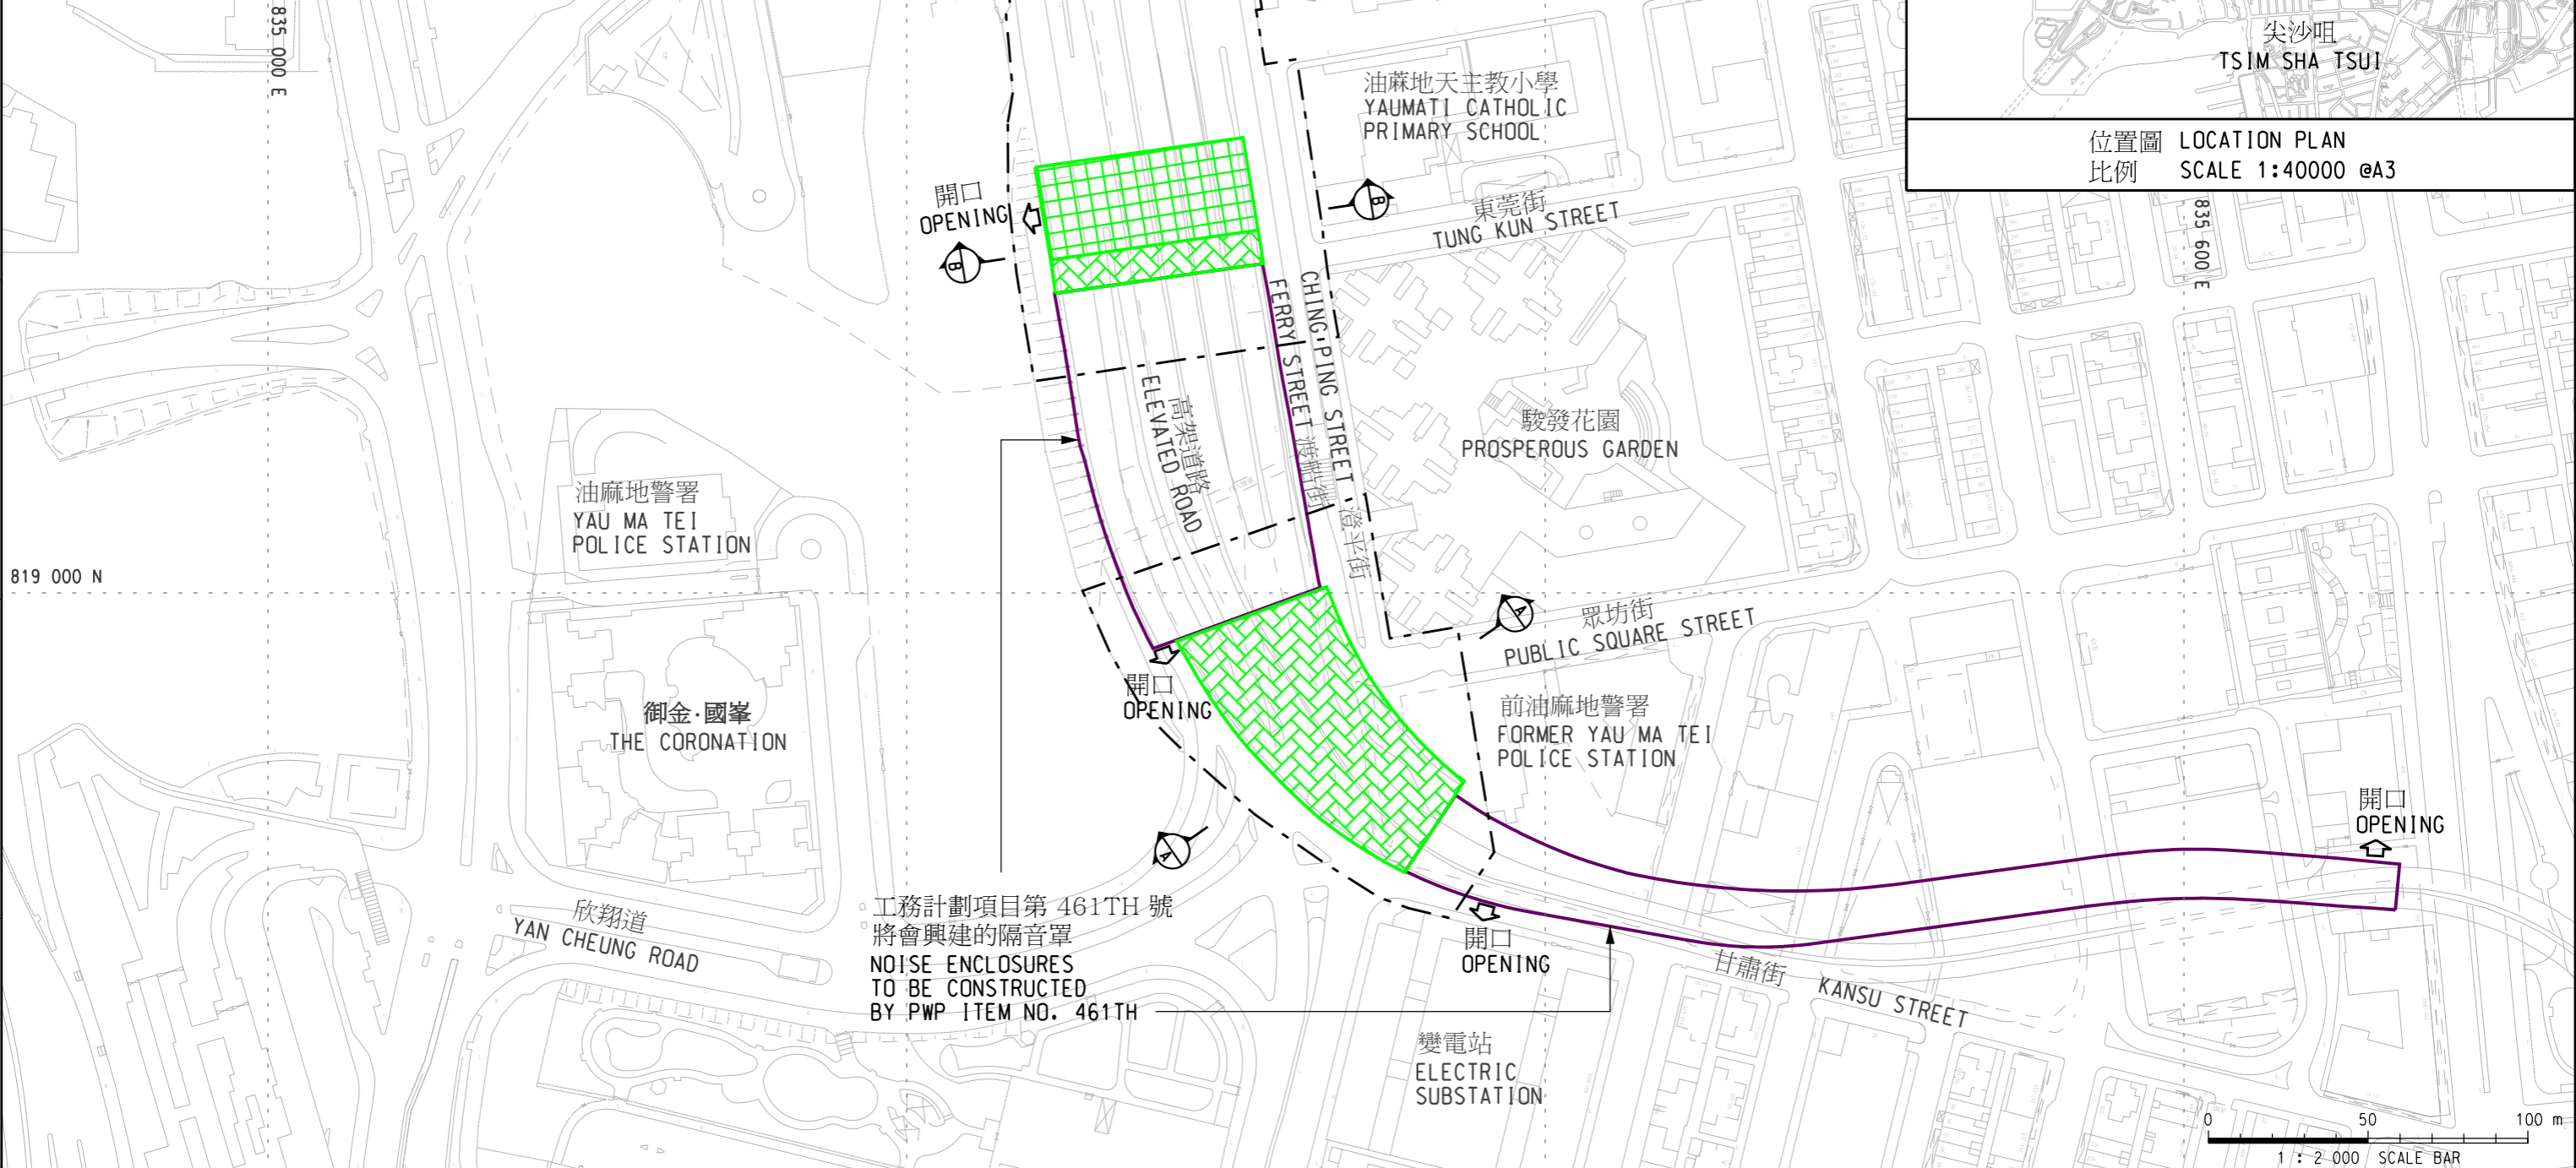 835 000 E
尖沙咀
TSIM SHA TSUI
位置圖 LOCATION PLAN
比例 SCALE 1:40000 @A3
835 600 E
油蔴地天主教小學
YAUMATI CATHOLIC
PRIMARY SCHOOL
開口
OPENING
B
B
東莞街
TUNG KUN STREET
CHING PING STREET 澄平街
FERRY STREET 渡船街
高架道路
ELEVATED ROAD
駿發花園
PROSPEROUS GARDEN
油麻地警署
YAU MA TEI
POLICE STATION
819 000 N
A
眾坊街
PUBLIC SQUARE STREET
開口
OPENING
御金·國峯
THE CORONATION
前油麻地警署
FORMER YAU MA TEI
POLICE STATION
開口
OPENING
A
工務計劃項目第 461TH 號
將會興建的隔音罩
NOISE ENCLOSURES
TO BE CONSTRUCTED
BY PWP ITEM NO. 461TH
欣翔道
YAN CHEUNG ROAD
開口
OPENING
甘肅街 KANSU STREET
變電站
ELECTRIC
SUBSTATION
0 50 100 m
1 : 2 000 SCALE BAR